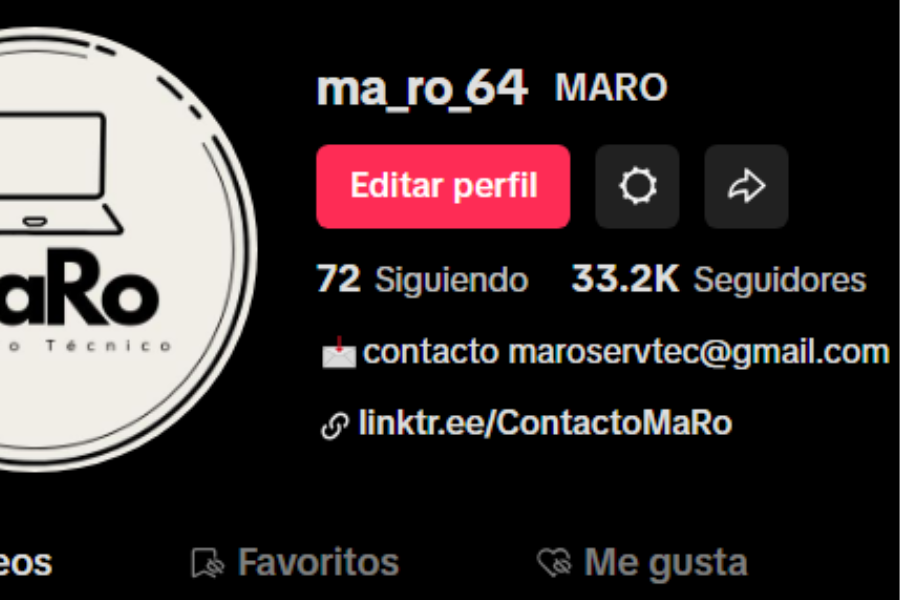 ma_ro_64 MARO
Editar perfil
72 Siguiendo 33.2K Seguidores
contacto maroservtec@gmail.com
linktr.ee/ContactoMaRo
aRo
o Técnico
eos Favoritos Me gusta